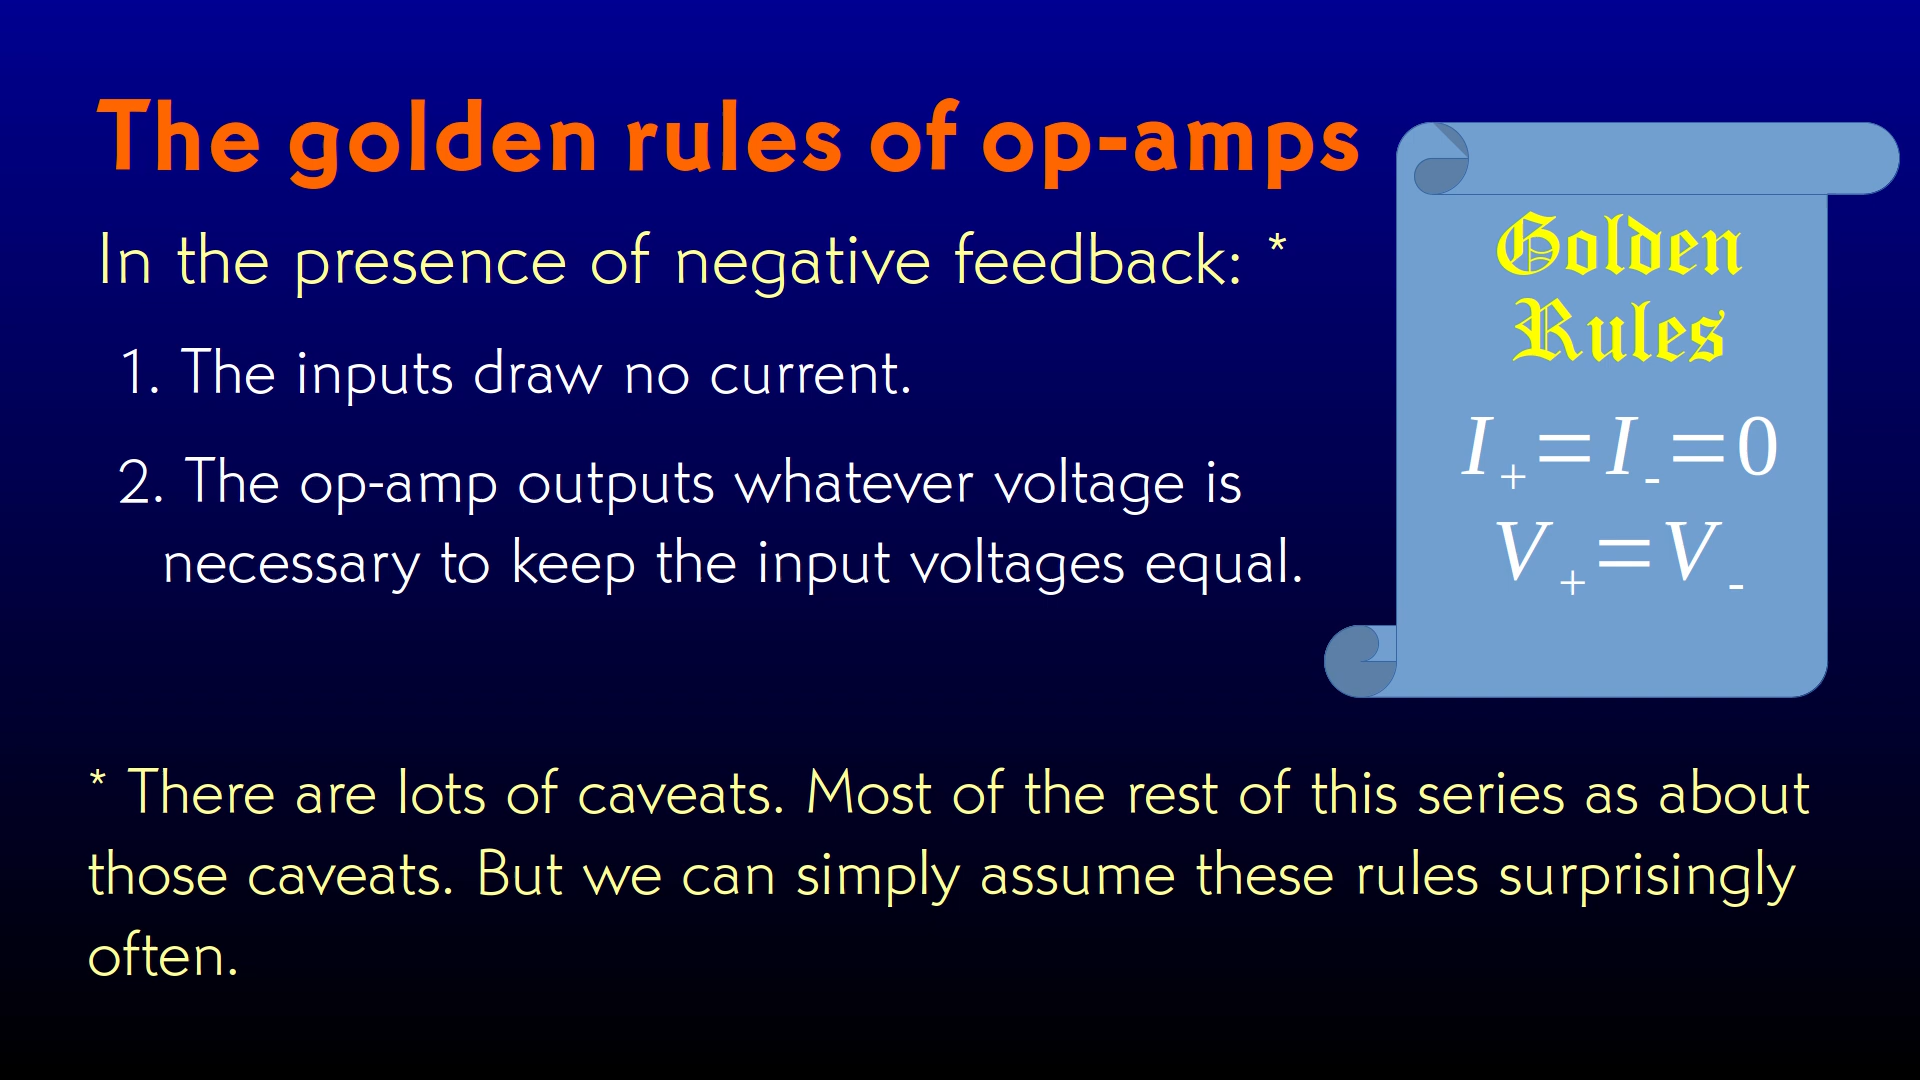 The golden rules of op-amps
In the presence of negative feedback: *
1. The inputs draw no current.
2. The op-amp outputs whatever voltage is
necessary to keep the input voltages equal.
Golden
Rules
I₊=I₋=0
V₊=V₋
* There are lots of caveats. Most of the rest of this series as about
those caveats. But we can simply assume these rules surprisingly
often.